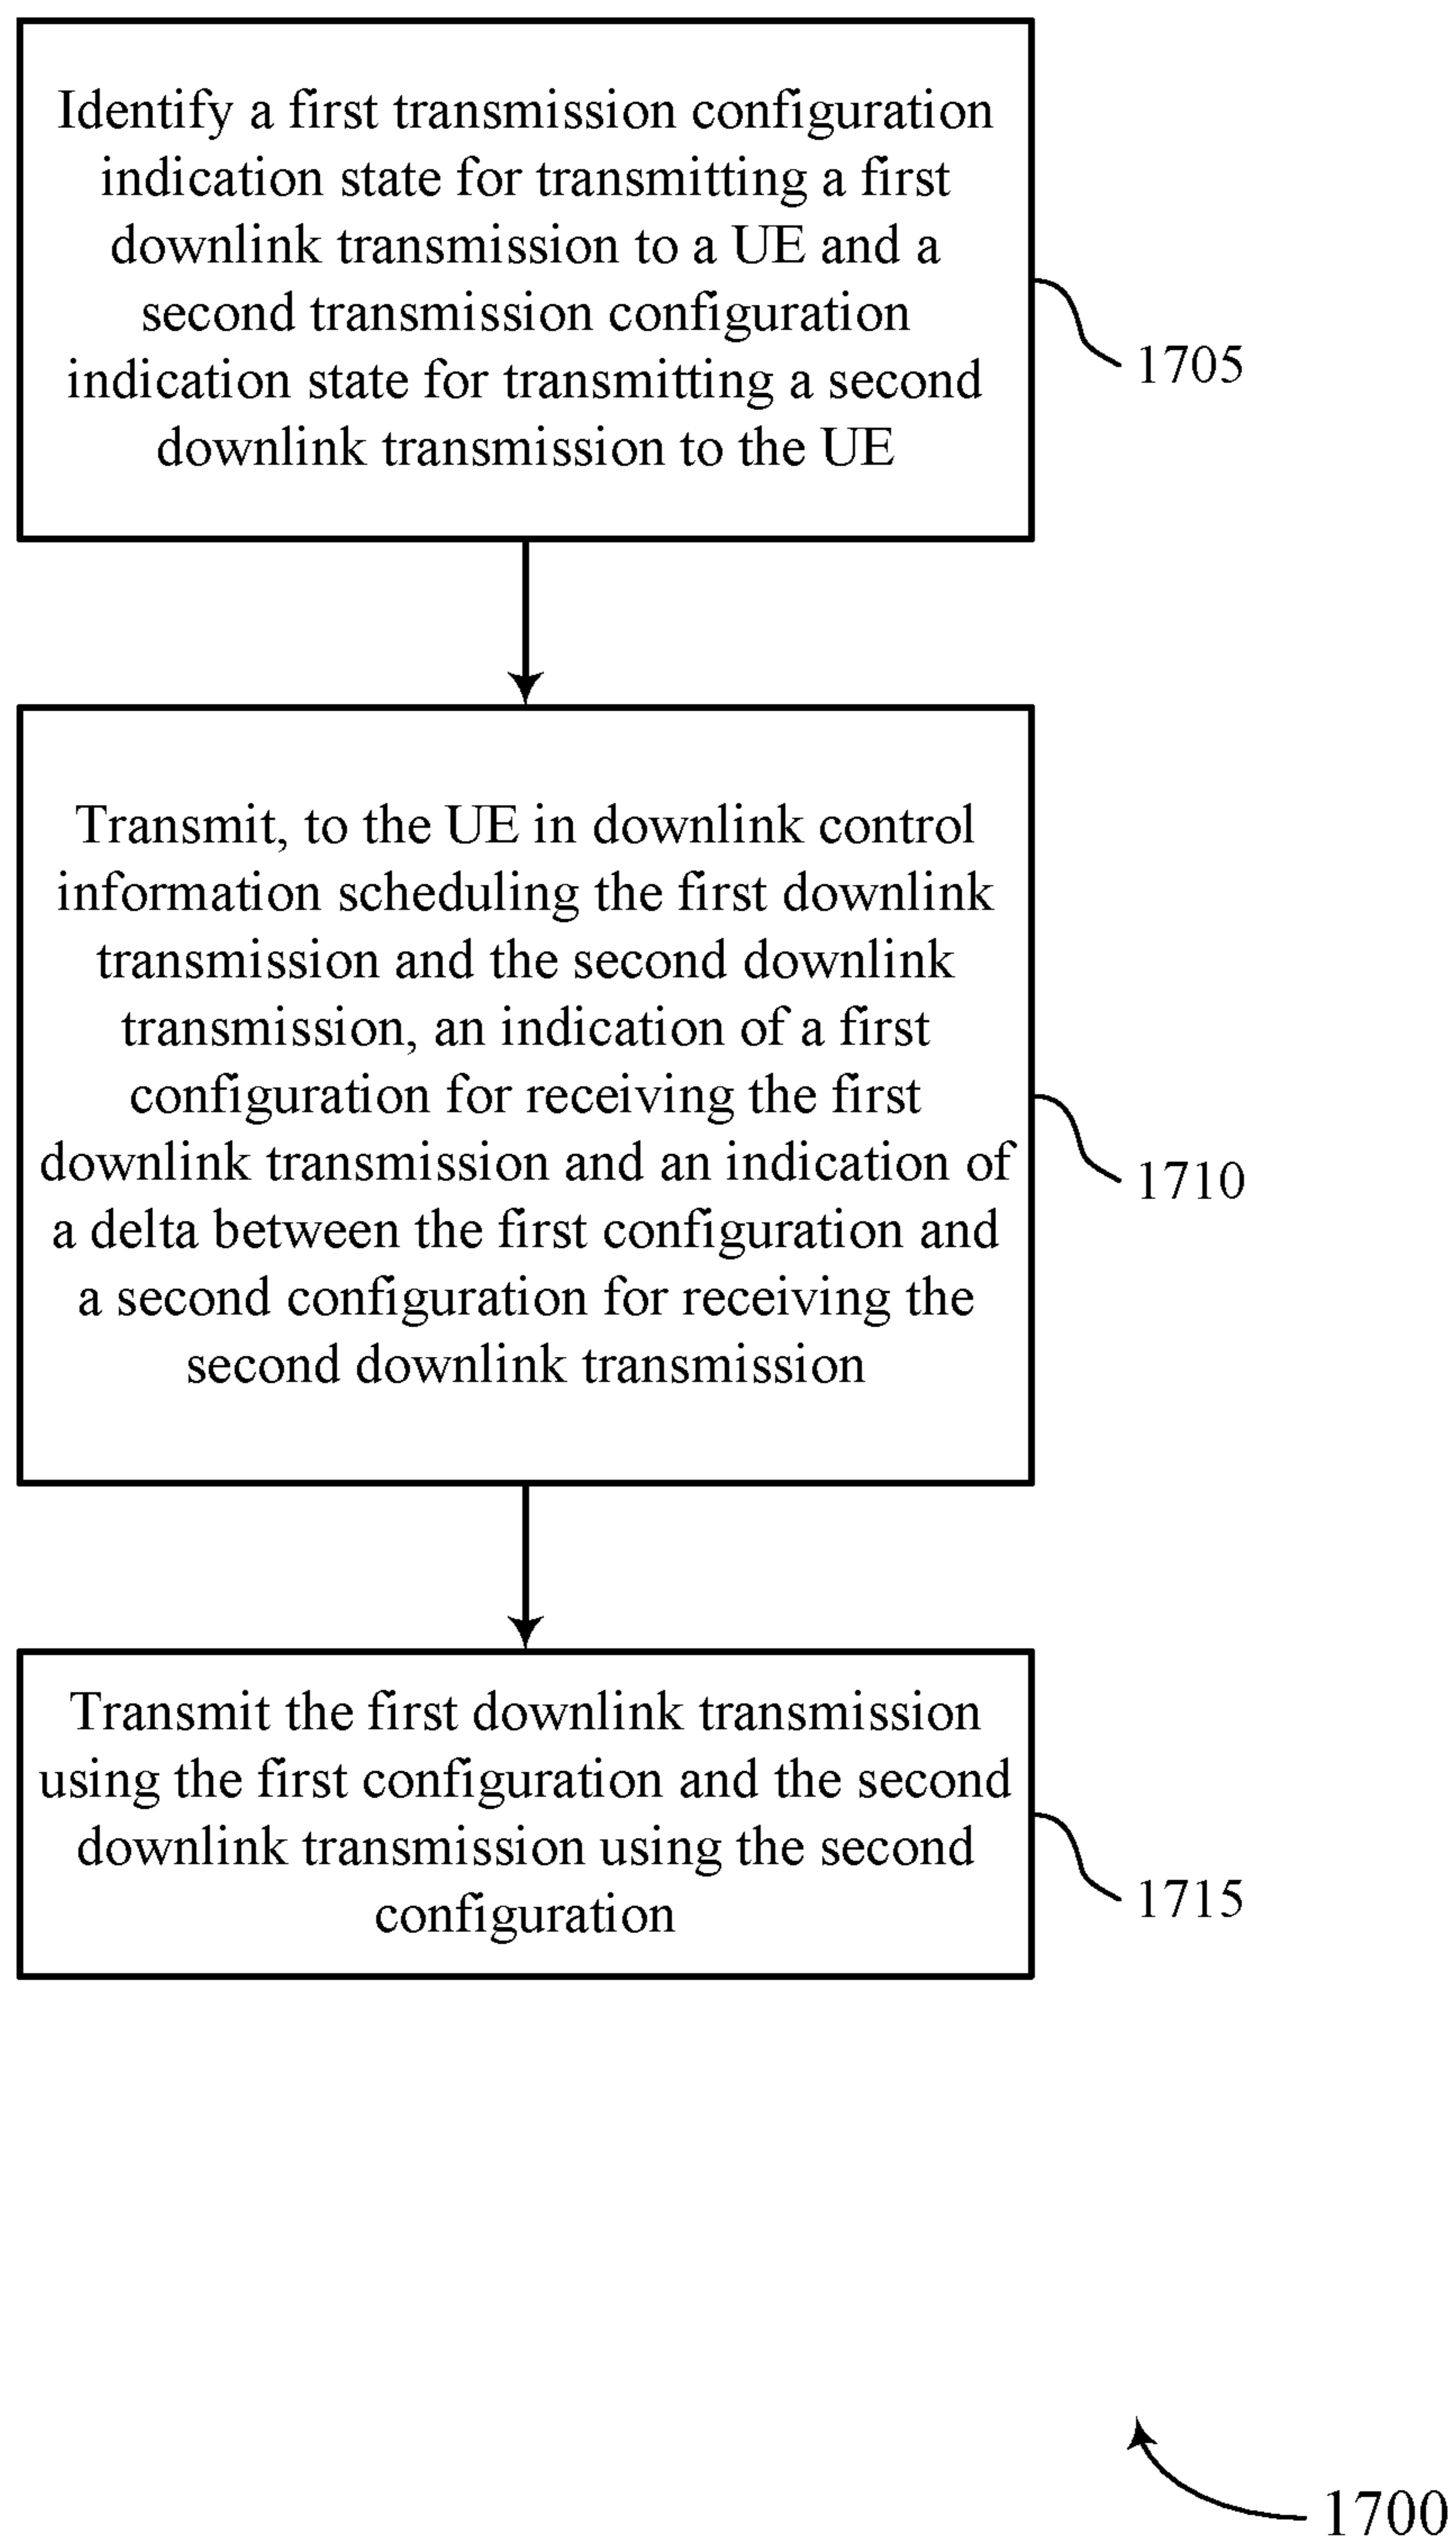 Identify a first transmission configuration
indication state for transmitting a first
downlink transmission to a UE and a
second transmission configuration
indication state for transmitting a second
downlink transmission to the UE
1705
Transmit, to the UE in downlink control
information scheduling the first downlink
transmission and the second downlink
transmission, an indication of a first
configuration for receiving the first
downlink transmission and an indication of
a delta between the first configuration and
a second configuration for receiving the
second downlink transmission
1710
Transmit the first downlink transmission
using the first configuration and the second
downlink transmission using the second
configuration
1715
1700